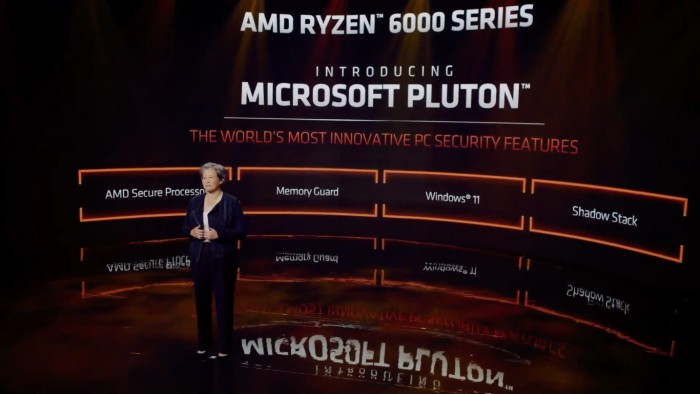 AMD RYZEN™ 6000 SERIES
INTRODUCING
MICROSOFT PLUTON™
THE WORLD'S MOST INNOVATIVE PC SECURITY FEATURES
AMD Secure Processo
Memory Guard
Windows® 11
Shadow Stack